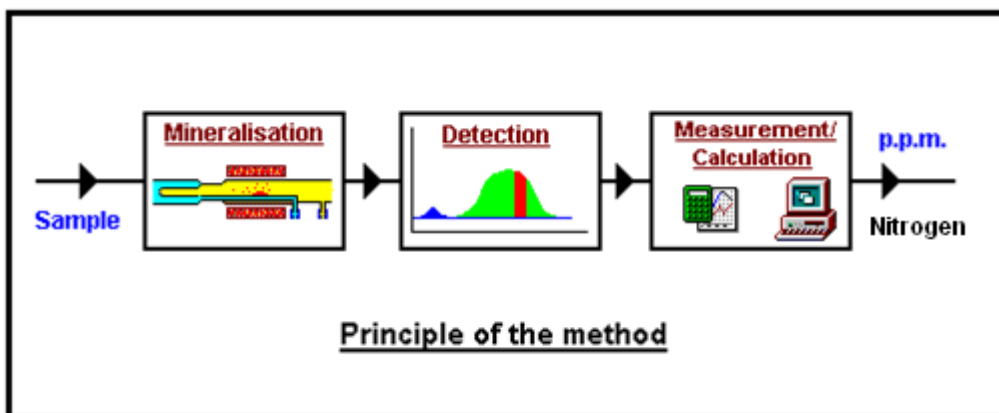 Sample
Mineralisation
Detection
Measurement/
Calculation
p.p.m.
Nitrogen
Principle of the method